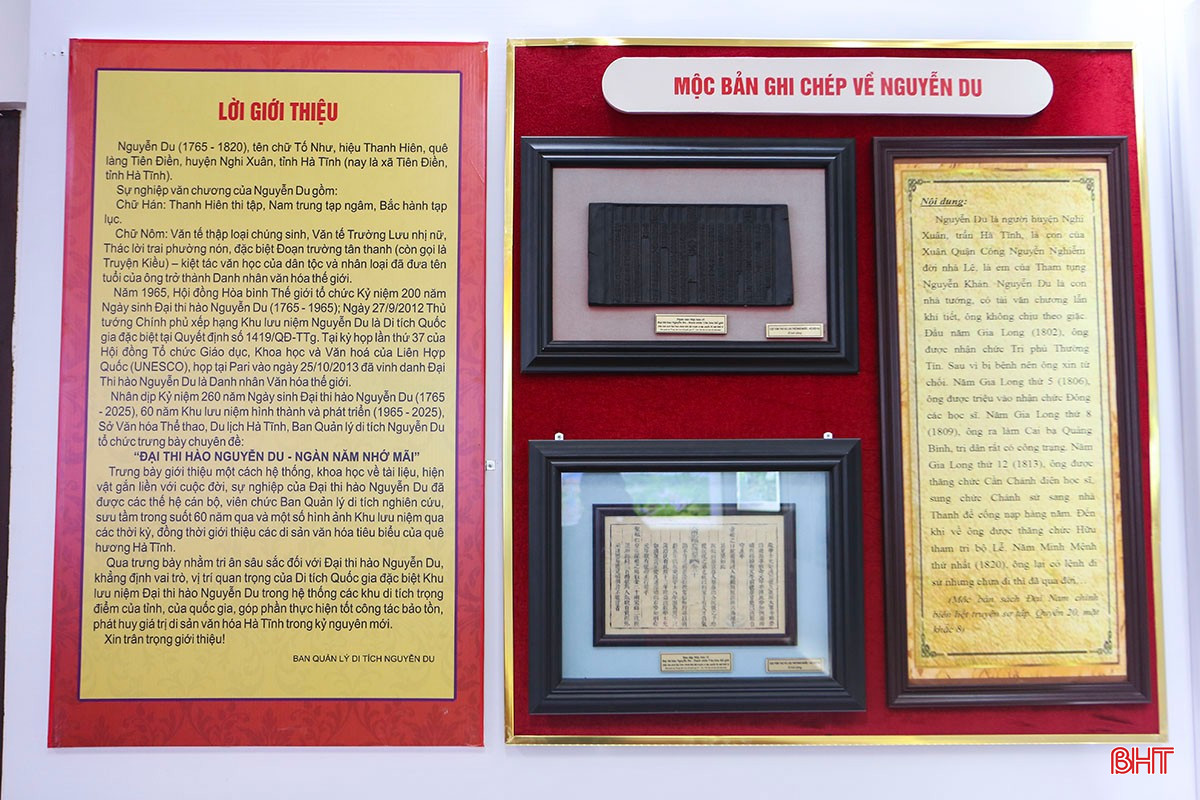 LỜI GIỚI THIỆU
Nguyễn Du (1765 - 1820), tên chữ Tố Như, hiệu Thanh Hiên, quê
làng Tiên Điền, huyện Nghi Xuân, tỉnh Hà Tĩnh (nay là xã Tiên Điền,
tỉnh Hà Tĩnh).
Sự nghiệp văn chương của Nguyễn Du gồm:
Chữ Hán: Thanh Hiên thi tập, Nam trung tạp ngâm, Bắc hành tạp
lục.
Chữ Nôm: Văn tế thập loại chúng sinh, Văn tế Trường Lưu nhị nữ,
Thác lời trai phường nón, đặc biệt Đoạn trường tân thanh (còn gọi là
Truyện Kiều) – kiệt tác văn học của dân tộc và nhân loại đã đưa tên
tuổi của ông trở thành Danh nhân văn hóa thế giới.
Năm 1965, Hội đồng Hòa bình Thế giới tổ chức Kỷ niệm 200 năm
Ngày sinh Đại thi hào Nguyễn Du (1765 - 1965); Ngày 27/9/2012 Thủ
tướng Chính phủ xếp hạng Khu lưu niệm Nguyễn Du là Di tích Quốc
gia đặc biệt tại Quyết định số 1419/QĐ-TTg. Tại kỳ họp lần thứ 37 của
Hội đồng Tổ chức Giáo dục, Khoa học và Văn hoá của Liên Hợp
Quốc (UNESCO), họp tại Pari vào ngày 25/10/2013 đã vinh danh Đại
Thi hào Nguyễn Du là Danh nhân Văn hóa thế giới.
Nhân dịp Kỷ niệm 260 năm Ngày sinh Đại thi hào Nguyễn Du (1765
- 2025), 60 năm Khu lưu niệm hình thành và phát triển (1965 - 2025),
Sở Văn hóa Thể thao, Du lịch Hà Tĩnh, Ban Quản lý di tích Nguyễn Du
tổ chức trưng bày chuyên đề:
“ĐẠI THI HÀO NGUYỄN DU - NGÀN NĂM NHỚ MÃI”
Trưng bày giới thiệu một cách hệ thống, khoa học về tài liệu, hiện
vật gắn liền với cuộc đời, sự nghiệp của Đại thi hào Nguyễn Du đã
được các thế hệ cán bộ, viên chức Ban Quản lý di tích nghiên cứu,
sưu tầm trong suốt 60 năm qua và một số hình ảnh Khu lưu niệm qua
các thời kỳ, đồng thời giới thiệu các di sản văn hóa tiêu biểu của quê
hương Hà Tĩnh.
Qua trưng bày nhằm tri ân sâu sắc đối với Đại thi hào Nguyễn Du,
khẳng định vai trò, vị trí quan trọng của Di tích Quốc gia đặc biệt Khu
lưu niệm Đại thi hào Nguyễn Du trong hệ thống các khu di tích trọng
điểm của tỉnh, của quốc gia, góp phần thực hiện tốt công tác bảo tồn,
phát huy giá trị di sản văn hóa Hà Tĩnh trong kỷ nguyên mới.
Xin trân trọng giới thiệu!
BAN QUẢN LÝ DI TÍCH NGUYỄN DU
MỘC BẢN GHI CHÉP VỀ NGUYỄN DU
Nội dung:
Nguyễn Du là người huyện Nghi
Xuân, trấn Hà Tĩnh, là con của
Xuân Quận Công Nguyễn Nghiễm
đời nhà Lê, là em của Tham tụng
Nguyễn Khản. Nguyễn Du là con
nhà tướng, có tài văn chương lẫn
khí tiết, ông không chịu theo giặc.
Đầu năm Gia Long (1802), ông
được nhận chức Tri phủ Thường
Tín. Sau vì bị bệnh nên ông xin từ
chối. Năm Gia Long thứ 5 (1806),
ông được triệu vào nhận chức Đông
các học sĩ. Năm Gia Long thứ 8
(1809), ông ra làm Cai bạ Quảng
Bình, trị dân rất có công trạng. Năm
Gia Long thứ 12 (1813), ông được
thăng chức Cần Chánh điện học sĩ,
sung chức Chánh sứ sang nhà
Thanh để cống nạp hàng năm. Đến
khi về ông được thăng chức Hữu
tham tri bộ Lễ. Năm Minh Mệnh
thứ nhất (1820), ông lại có lệnh đi
sứ nhưng chưa đi thì đã qua đời.
(Mộc bản sách Đại Nam chính
biên liệt truyện sơ tập, Quyển 20, mặt
khắc 8)
BHT